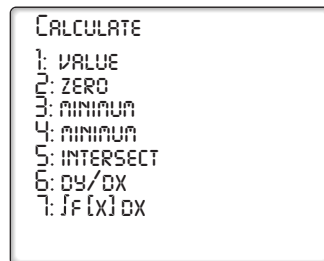 CALCULATE
1: VALUE
2: ZERO
3: MINIMUM
4: MINIMUM
5: INTERSECT
6: DY/DX
7: ∫F(X)DX